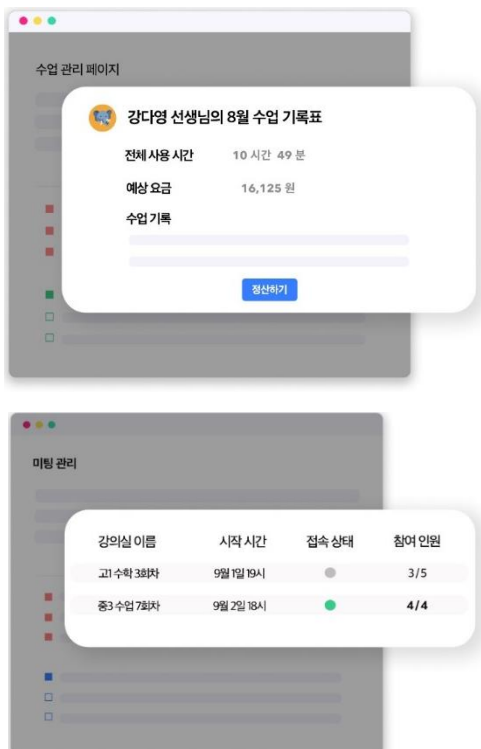 수업 관리 페이지
강다영 선생님의 8월 수업 기록표
전체 사용 시간 10 시간 49 분
예상 요금 16,125 원
수업 기록
정산하기
미팅 관리
강의실 이름 시작 시간 접속 상태 참여 인원
고1 수학 3회차 9월 1일 19시 3/5
중3 수업 7회차 9월 2일 18시 4/4